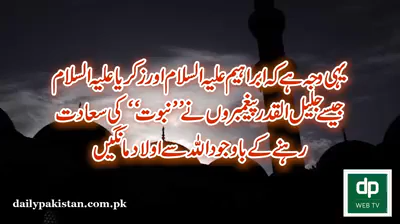 یہی وجہ ہے کہ ابراہیم علیہ السلام اور زکریا علیہ السلام
جیسے جلیل القدر پیغمبروں نے ’’نبوت‘‘ کی سعادت
رہنے کے باوجود اللہ سے اولاد مانگیں
dailypakistan.com.pk
dp
WEB TV